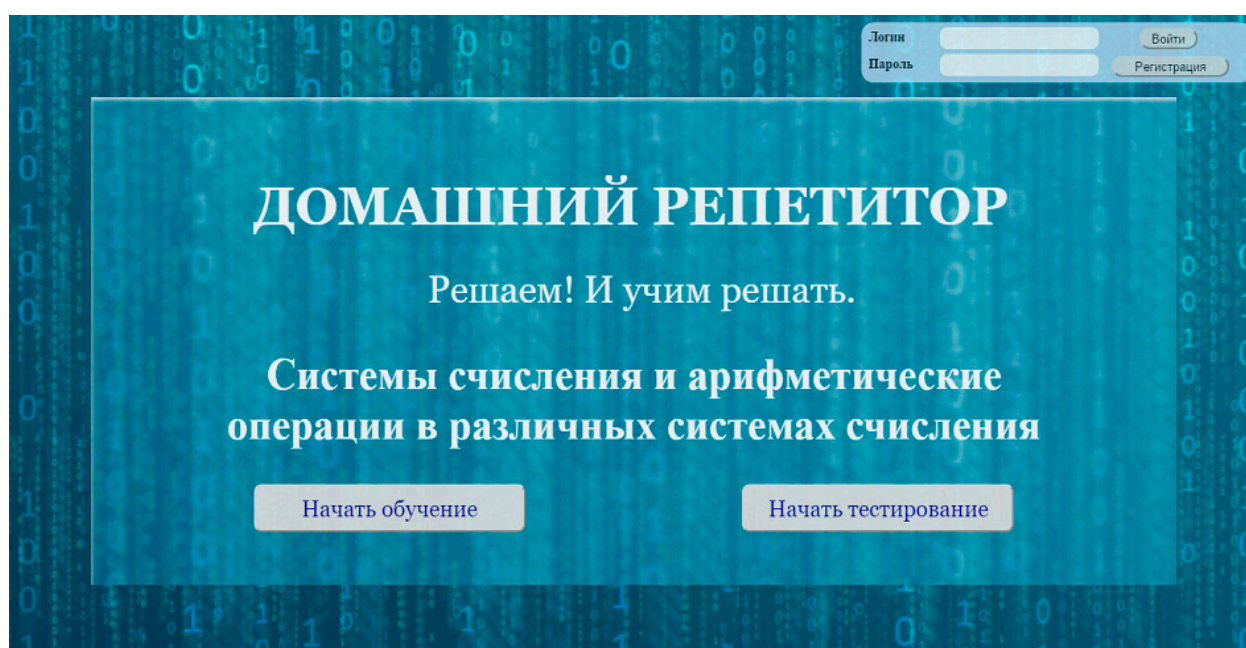 Логин
Войти
Пароль
Регистрация
ДОМАШНИЙ РЕПЕТИТОР
Решаем! И учим решать.
Системы счисления и арифметические
операции в различных системах счисления
Начать обучение
Начать тестирование